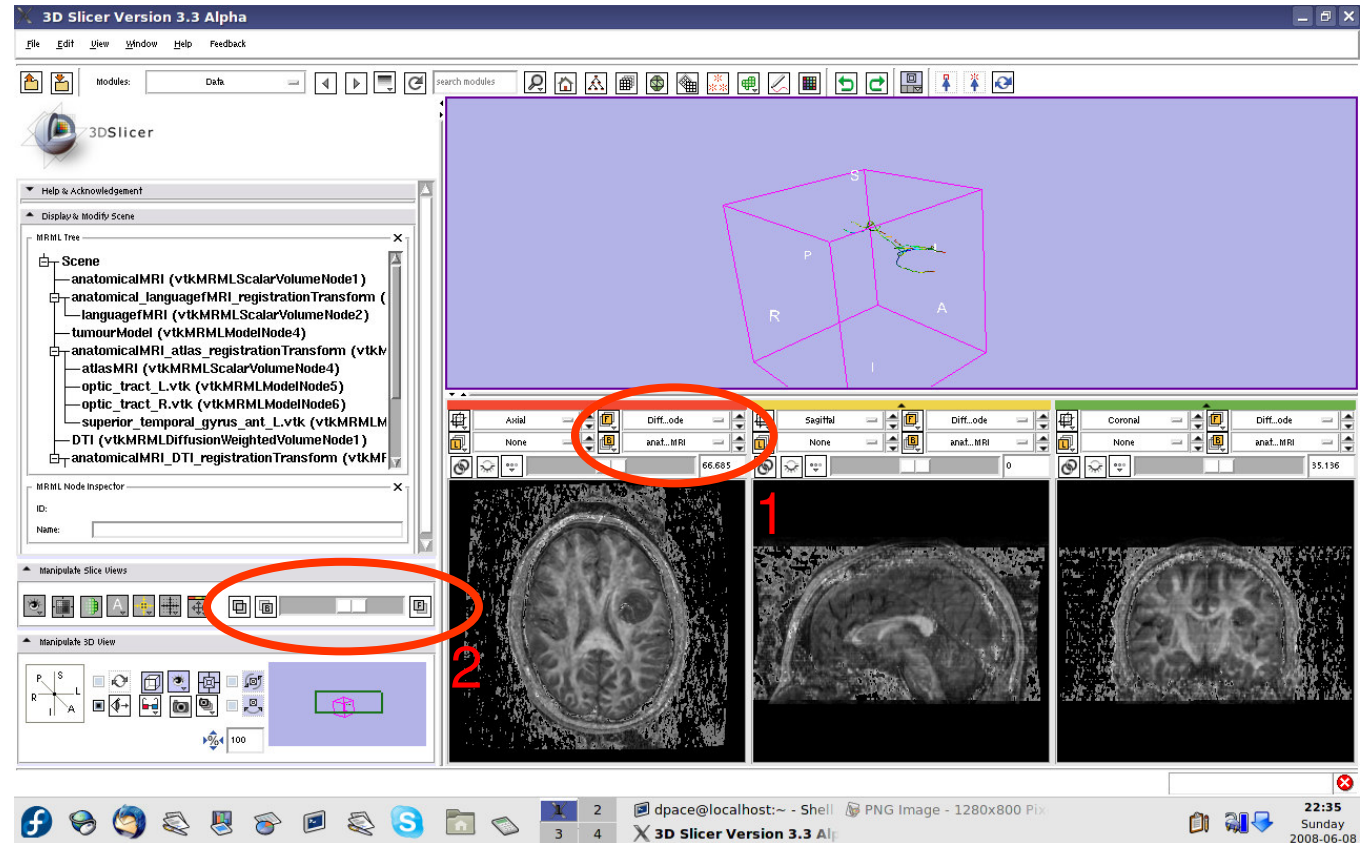 3D Slicer Version 3.3 Alpha
File Edit View Window Help Feedback
Modules: Data search modules
3DSlicer
Help & Acknowledgement
Display & Modify Scene
MRML Tree
Scene
anatomicalMRI (vtkMRMLScalarVolumeNode1)
anatomical_languagefMRI_registrationTransform (
languagefMRI (vtkMRMLScalarVolumeNode2)
tumourModel (vtkMRMLModelNode4)
anatomicalMRI_atlas_registrationTransform (vtkM
atlasMRI (vtkMRMLScalarVolumeNode4)
optic_tract_L.vtk (vtkMRMLModelNode5)
optic_tract_R.vtk (vtkMRMLModelNode6)
superior_temporal_gyrus_ant_L.vtk (vtkMRMLM
DTI (vtkMRMLDiffusionWeightedVolumeNode1)
anatomicalMRI_DTI_registrationTransform (vtkMF
MRML Node Inspector
ID:
Name:
Manipulate Slice Views
B F
Manipulate 3D View
P S
R L
I A
100
S
P
R A
I
Axial F Diff...ode
L None B anat...MRI
66.685
Sagittal F Diff...ode
L None B anat...MRI
0
Coronal F Diff...ode
L None B anat...MRI
35.136
1
2
1 2
3 4
dpace@localhost:~ - Shell PNG Image - 1280x800 Pix
3D Slicer Version 3.3 Alp
22:35
Sunday
2008-06-08